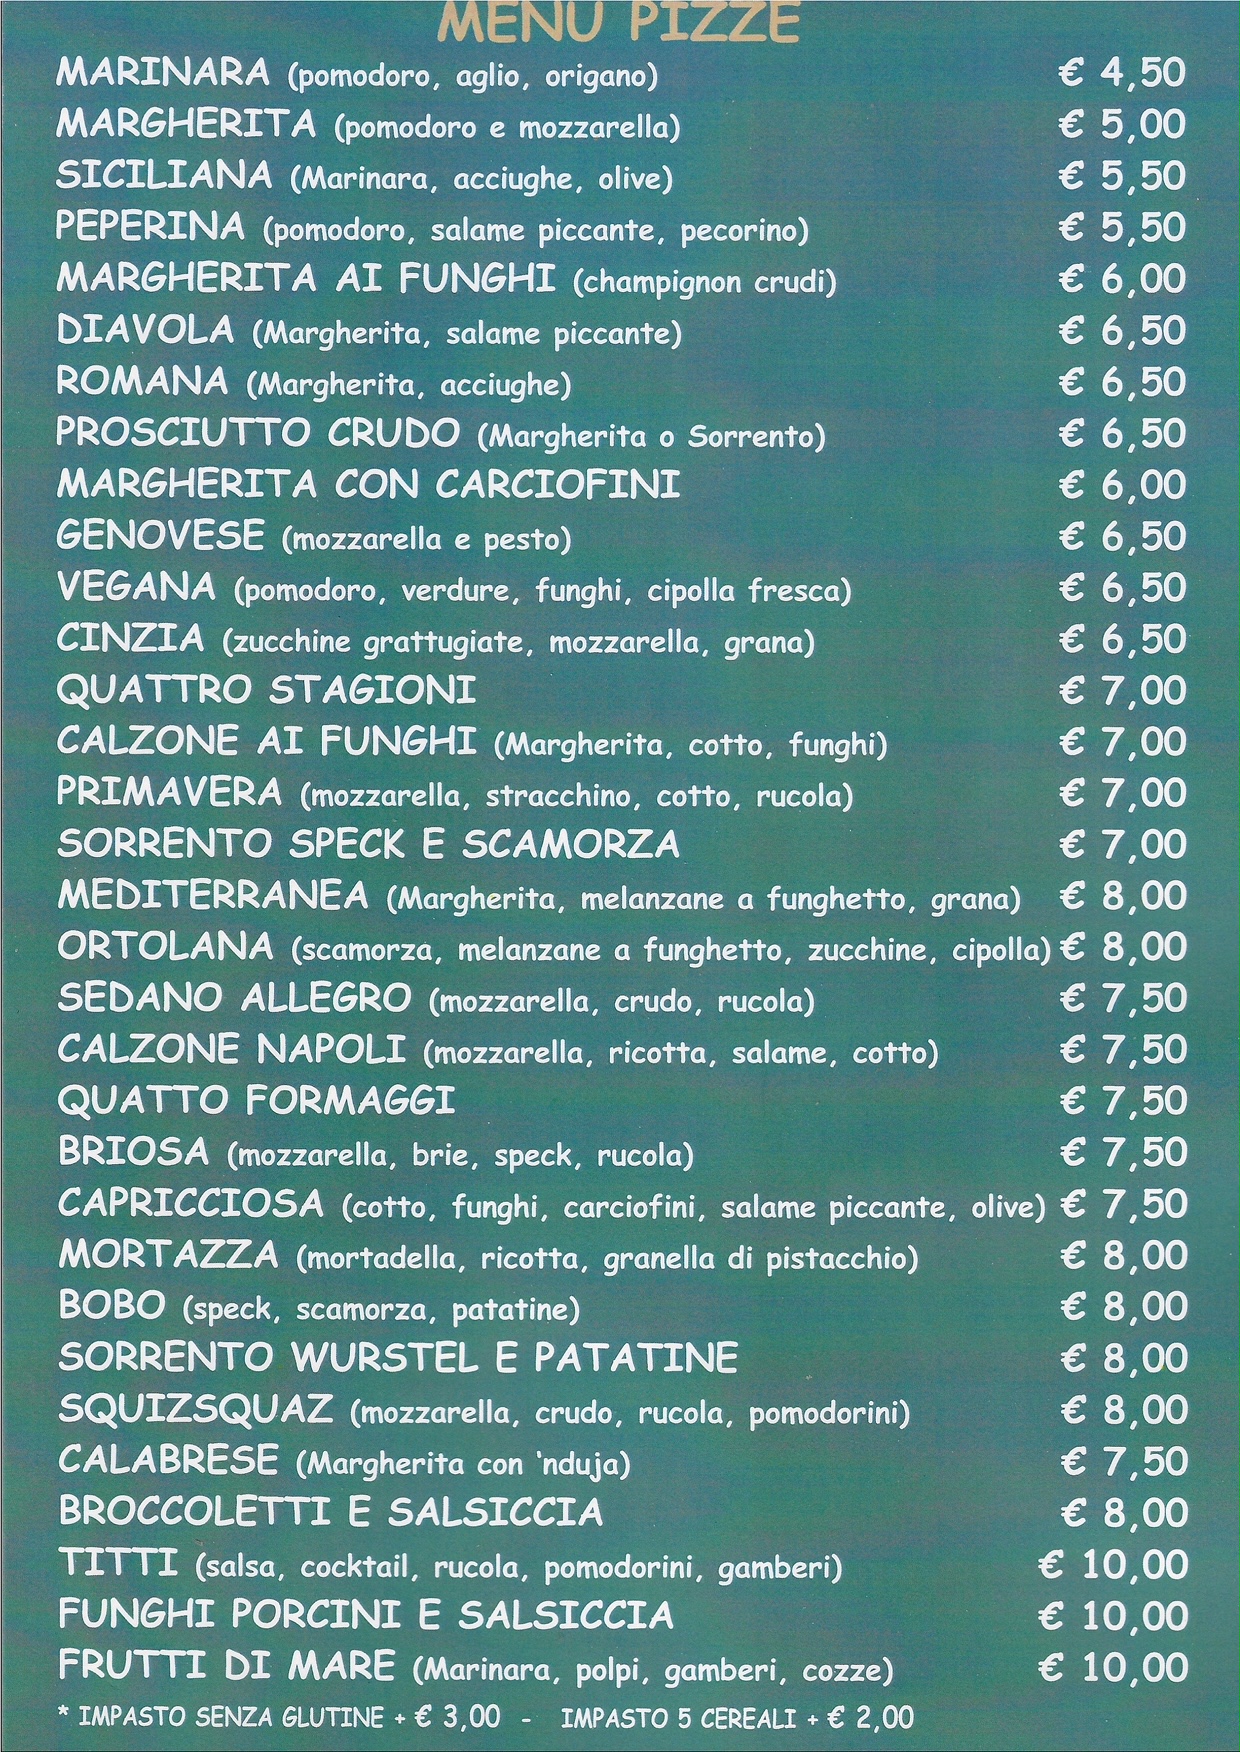 MENU PIZZE
MARINARA (pomodoro, aglio, origano) € 4,50
MARGHERITA (pomodoro e mozzarella) € 5,00
SICILIANA (Marinara, acciughe, olive) € 5,50
PEPERINA (pomodoro, salame piccante, pecorino) € 5,50
MARGHERITA AI FUNGHI (champignon crudi) € 6,00
DIAVOLA (Margherita, salame piccante) € 6,50
ROMANA (Margherita, acciughe) € 6,50
PROSCIUTTO CRUDO (Margherita o Sorrento) € 6,50
MARGHERITA CON CARCIOFINI € 6,00
GENOVESE (mozzarella e pesto) € 6,50
VEGANA (pomodoro, verdure, funghi, cipolla fresca) € 6,50
CINZIA (zucchine grattugiate, mozzarella, grana) € 6,50
QUATTRO STAGIONI € 7,00
CALZONE AI FUNGHI (Margherita, cotto, funghi) € 7,00
PRIMAVERA (mozzarella, stracchino, cotto, rucola) € 7,00
SORRENTO SPECK E SCAMORZA € 7,00
MEDITERRANEA (Margherita, melanzane a funghetto, grana) € 8,00
ORTOLANA (scamorza, melanzane a funghetto, zucchine, cipolla) € 8,00
SEDANO ALLEGRO (mozzarella, crudo, rucola) € 7,50
CALZONE NAPOLI (mozzarella, ricotta, salame, cotto) € 7,50
QUATTO FORMAGGI € 7,50
BRIOSA (mozzarella, brie, speck, rucola) € 7,50
CAPRICCIOSA (cotto, funghi, carciofini, salame piccante, olive) € 7,50
MORTAZZA (mortadella, ricotta, granella di pistacchio) € 8,00
BOBO (speck, scamorza, patatine) € 8,00
SORRENTO WURSTEL E PATATINE € 8,00
SQUIZSQUAZ (mozzarella, crudo, rucola, pomodorini) € 8,00
CALABRESE (Margherita con ‘nduja) € 7,50
BROCCOLETTI E SALSICCIA € 8,00
TITTI (salsa, cocktail, rucola, pomodorini, gamberi) € 10,00
FUNGHI PORCINI E SALSICCIA € 10,00
FRUTTI DI MARE (Marinara, polpi, gamberi, cozze) € 10,00
* IMPASTO SENZA GLUTINE + € 3,00 - IMPASTO 5 CEREALI + € 2,00